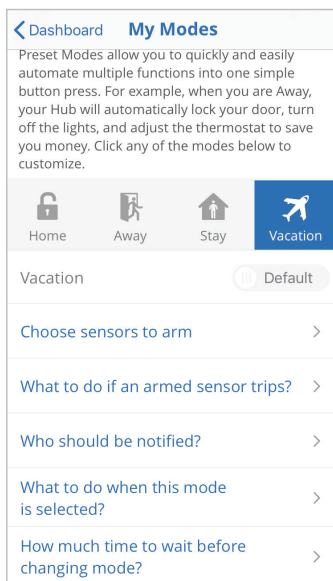 Dashboard My Modes
Preset Modes allow you to quickly and easily
automate multiple functions into one simple
button press. For example, when you are Away,
your Hub will automatically lock your door, turn
off the lights, and adjust the thermostat to save
you money. Click any of the modes below to
customize.
Home Away Stay Vacation
Vacation Default
Choose sensors to arm
What to do if an armed sensor trips?
Who should be notified?
What to do when this mode
is selected?
How much time to wait before
changing mode?